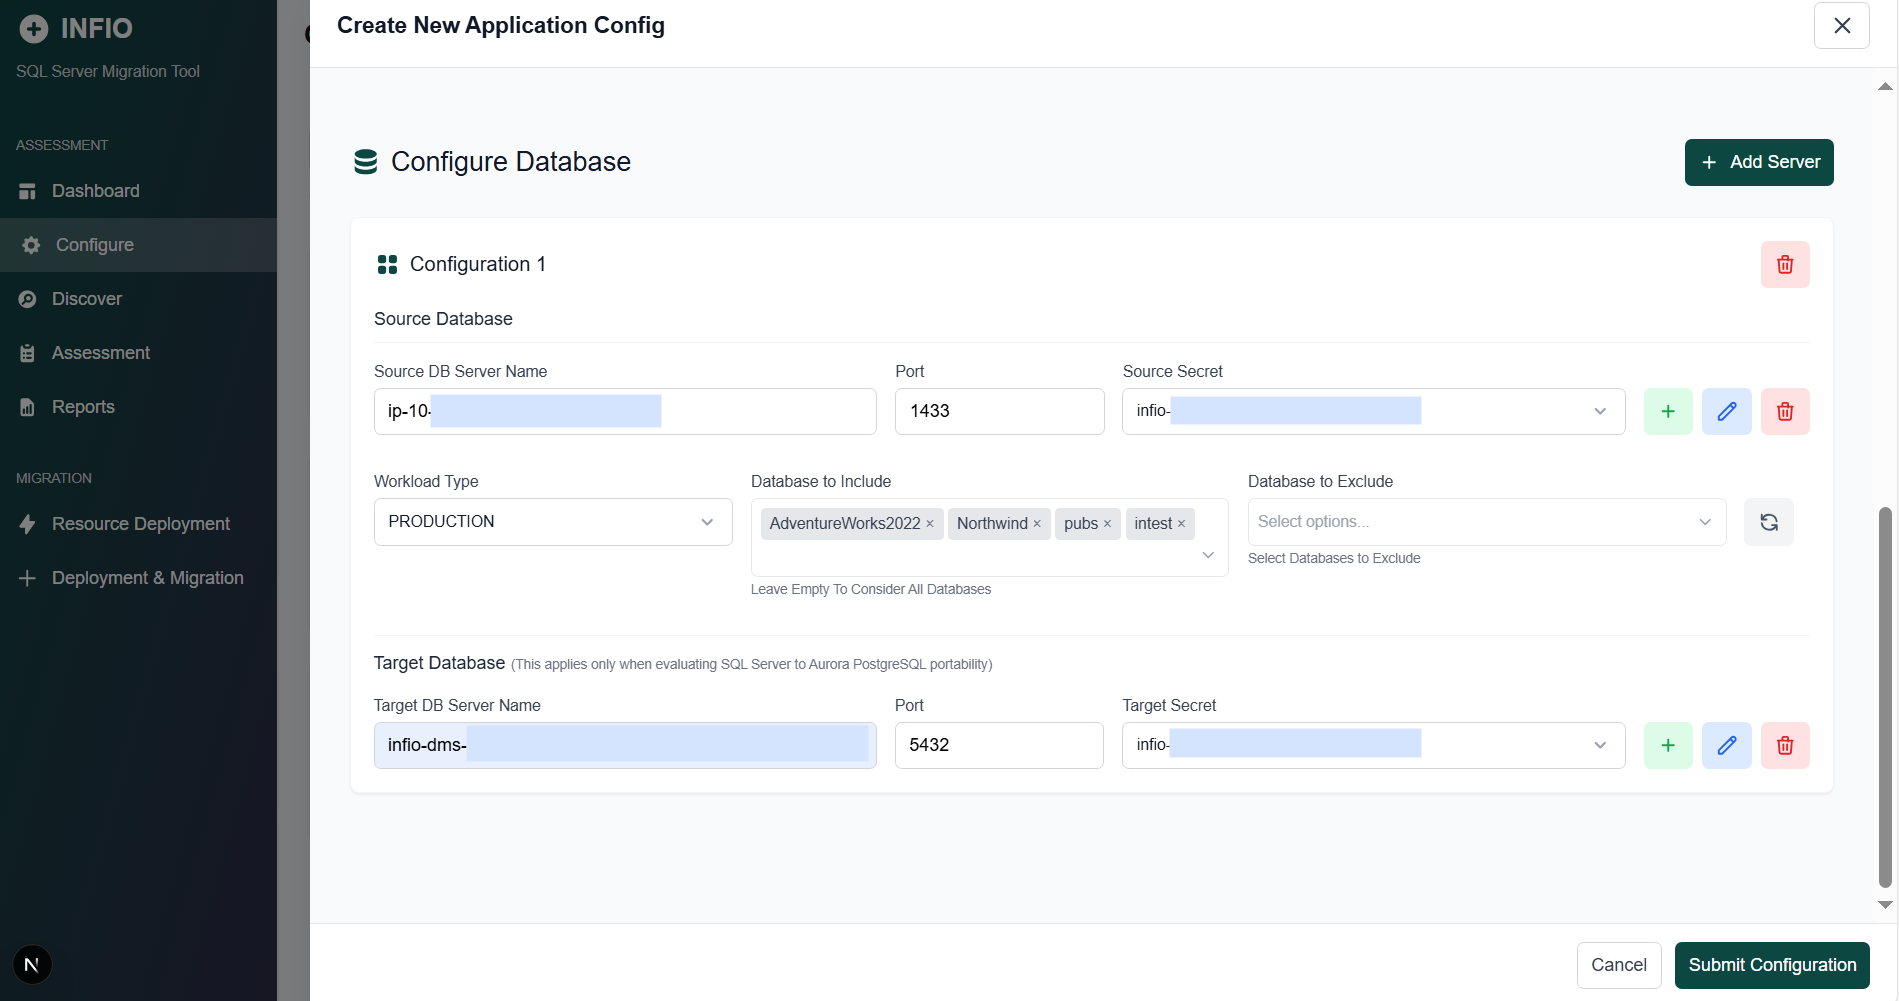 INFIO
SQL Server Migration Tool
ASSESSMENT
Dashboard
Configure
Discover
Assessment
Reports
MIGRATION
Resource Deployment
Deployment & Migration
N
Create New Application Config
Configure Database
+ Add Server
Configuration 1
Source Database
Source DB Server Name
Port
Source Secret
ip-10-
1433
infio-
Workload Type
Database to Include
Database to Exclude
PRODUCTION
AdventureWorks2022 × Northwind × pubs × intest ×
Select options...
Leave Empty To Consider All Databases
Select Databases to Exclude
Target Database (This applies only when evaluating SQL Server to Aurora PostgreSQL portability)
Target DB Server Name
Port
Target Secret
infio-dms-
5432
infio-
Cancel
Submit Configuration